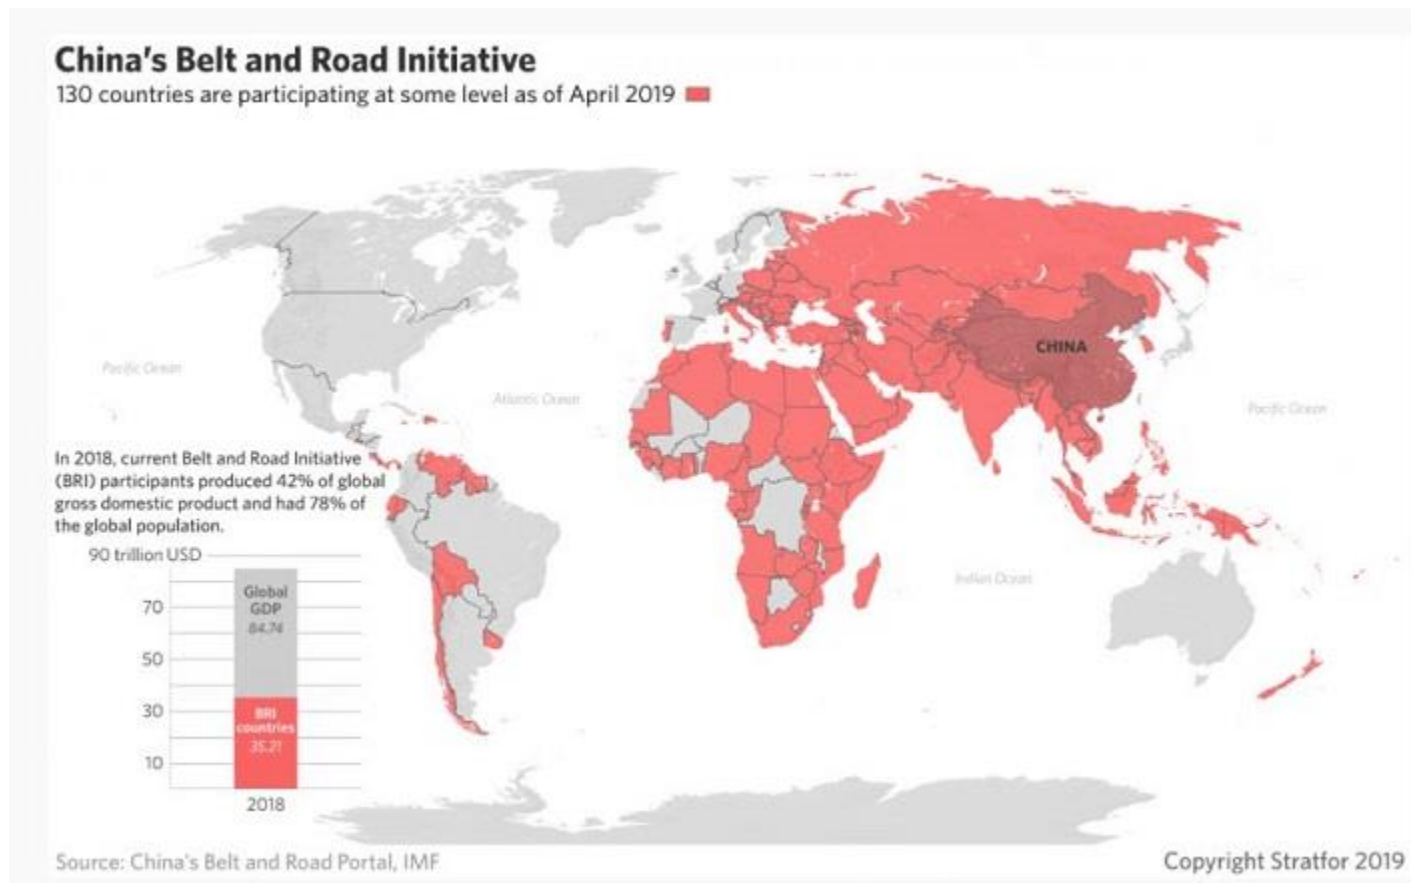 China's Belt and Road Initiative
130 countries are participating at some level as of April 2019
Pacific Ocean
Atlantic Ocean
CHINA
Pacific Ocean
Indian Ocean
In 2018, current Belt and Road Initiative
(BRI) participants produced 42% of global
gross domestic product and had 78% of
the global population.
90 trillion USD
70
50
30
10
Global
GDP
84.74
BRI
countries
35.21
2018
Source: China's Belt and Road Portal, IMF
Copyright Stratfor 2019